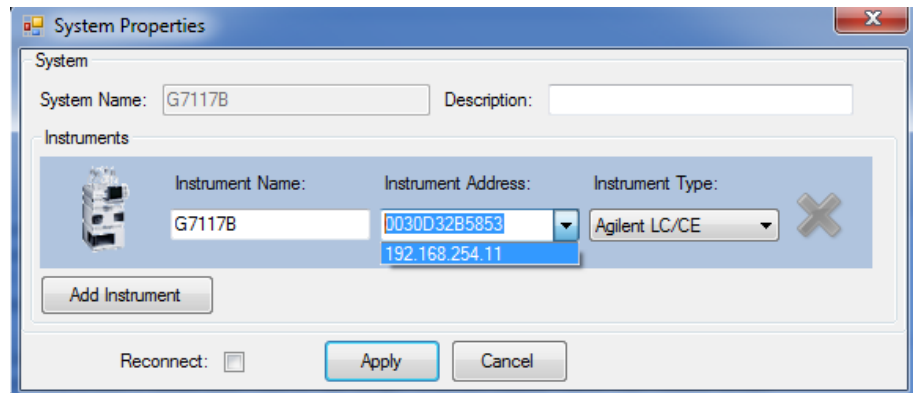 System Properties
System
System Name: G7117B Description:
Instruments
Instrument Name: Instrument Address: Instrument Type:
G7117B 0030D32B5853 Agilent LC/CE
192.168.254.11
Add Instrument
Reconnect: Apply Cancel